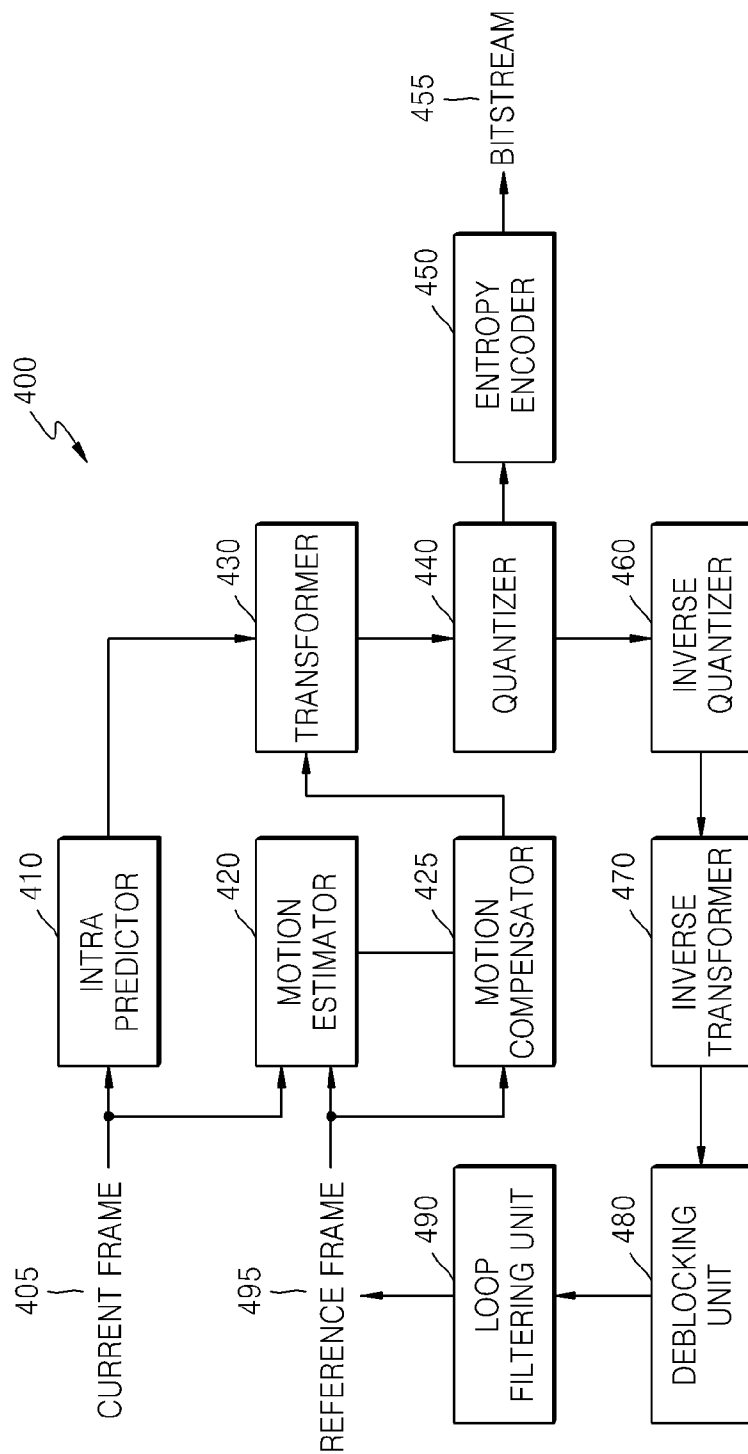 400
405
CURRENT FRAME
410
INTRA
PREDICTOR
430
TRANSFORMER
495
REFERENCE FRAME
420
MOTION
ESTIMATOR
440
QUANTIZER
450
ENTROPY
ENCODER
455
BITSTREAM
490
LOOP
FILTERING UNIT
425
MOTION
COMPENSATOR
460
INVERSE
QUANTIZER
480
DEBLOCKING
UNIT
470
INVERSE
TRANSFORMER